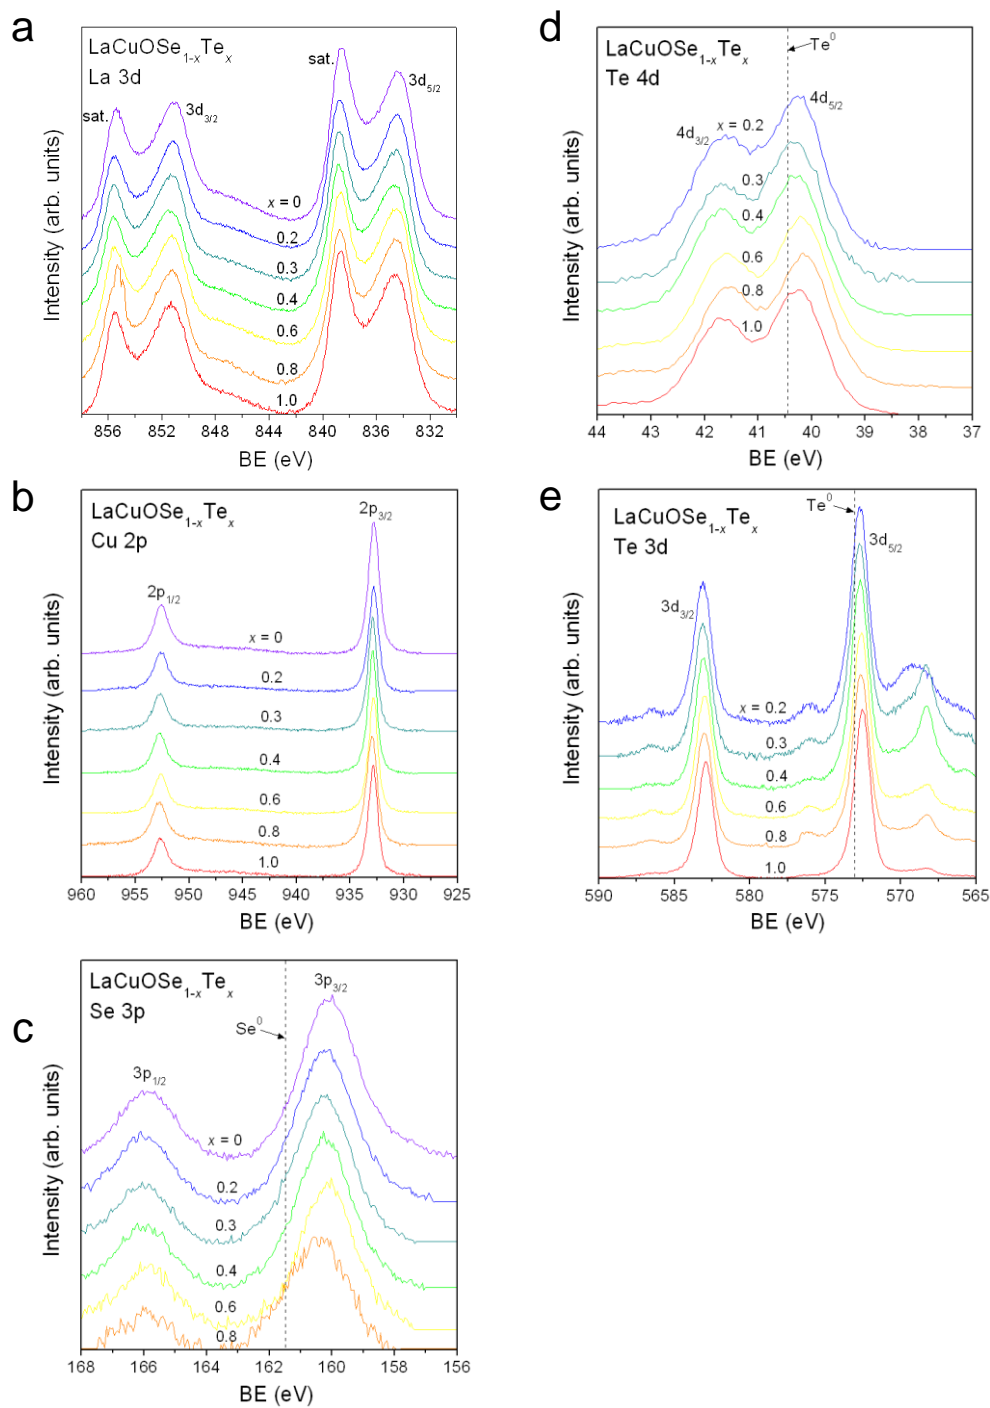 a
LaCuOSe1-xTex
La 3d
sat.
3d3/2
sat.
3d5/2
x = 0
0.2
0.3
0.4
0.6
0.8
1.0
Intensity (arb. units)
856 852 848 844 840 836 832
BE (eV)
b
LaCuOSe1-xTex
Cu 2p
2p1/2
2p3/2
x = 0
0.2
0.3
0.4
0.6
0.8
1.0
Intensity (arb. units)
960 955 950 945 940 935 930 925
BE (eV)
c
LaCuOSe1-xTex
Se 3p
Se0
3p3/2
3p1/2
x = 0
0.2
0.3
0.4
0.6
0.8
Intensity (arb. units)
168 166 164 162 160 158 156
BE (eV)
d
LaCuOSe1-xTex
Te 4d
Te0
4d5/2
4d3/2
x = 0.2
0.3
0.4
0.6
0.8
1.0
Intensity (arb. units)
44 43 42 41 40 39 38 37
BE (eV)
e
LaCuOSe1-xTex
Te 3d
Te0
3d5/2
3d3/2
x = 0.2
0.3
0.4
0.6
0.8
1.0
Intensity (arb. units)
590 585 580 575 570 565
BE (eV)